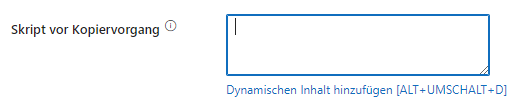 Skript vor Kopiervorgang
Dynamischen Inhalt hinzufügen [ALT+UMSCHALT+D]